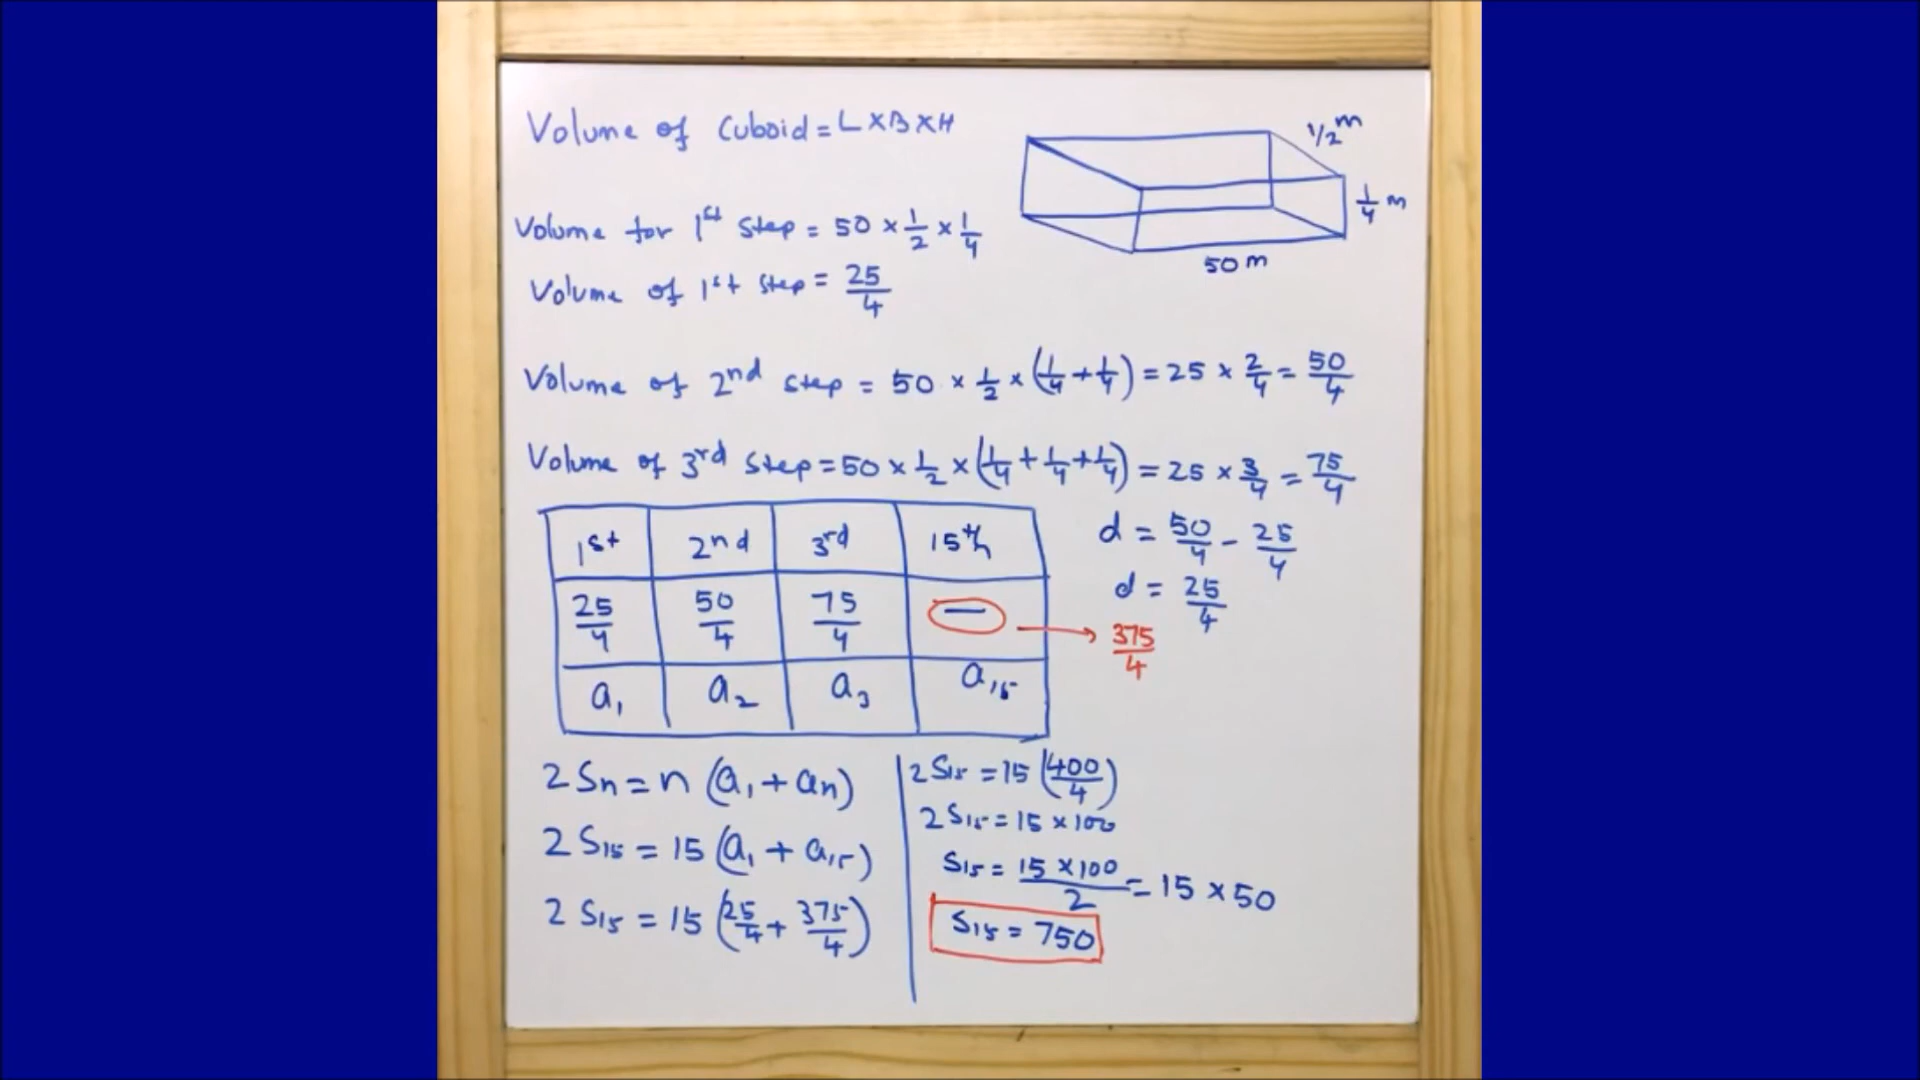 Volume of Cuboid = L × B × H
1/2 m
1/4 m
50 m
Volume for 1st Step = 50 × 1/2 × 1/4
Volume of 1st step = 25/4
Volume of 2nd step = 50 × 1/2 × (1/4 + 1/4) = 25 × 2/4 = 50/4
Volume of 3rd step = 50 × 1/2 × (1/4 + 1/4 + 1/4) = 25 × 3/4 = 75/4
1st 2nd 3rd 15th
25/4 50/4 75/4 —
a1 a2 a3 a15
d = 50/4 - 25/4
d = 25/4
375/4
2Sn = n (a1 + an)
2S15 = 15 (a1 + a15)
2S15 = 15 (25/4 + 375/4)
2S15 = 15 (400/4)
2S15 = 15 × 100
S15 = 15 × 100/2 = 15 × 50
S15 = 750